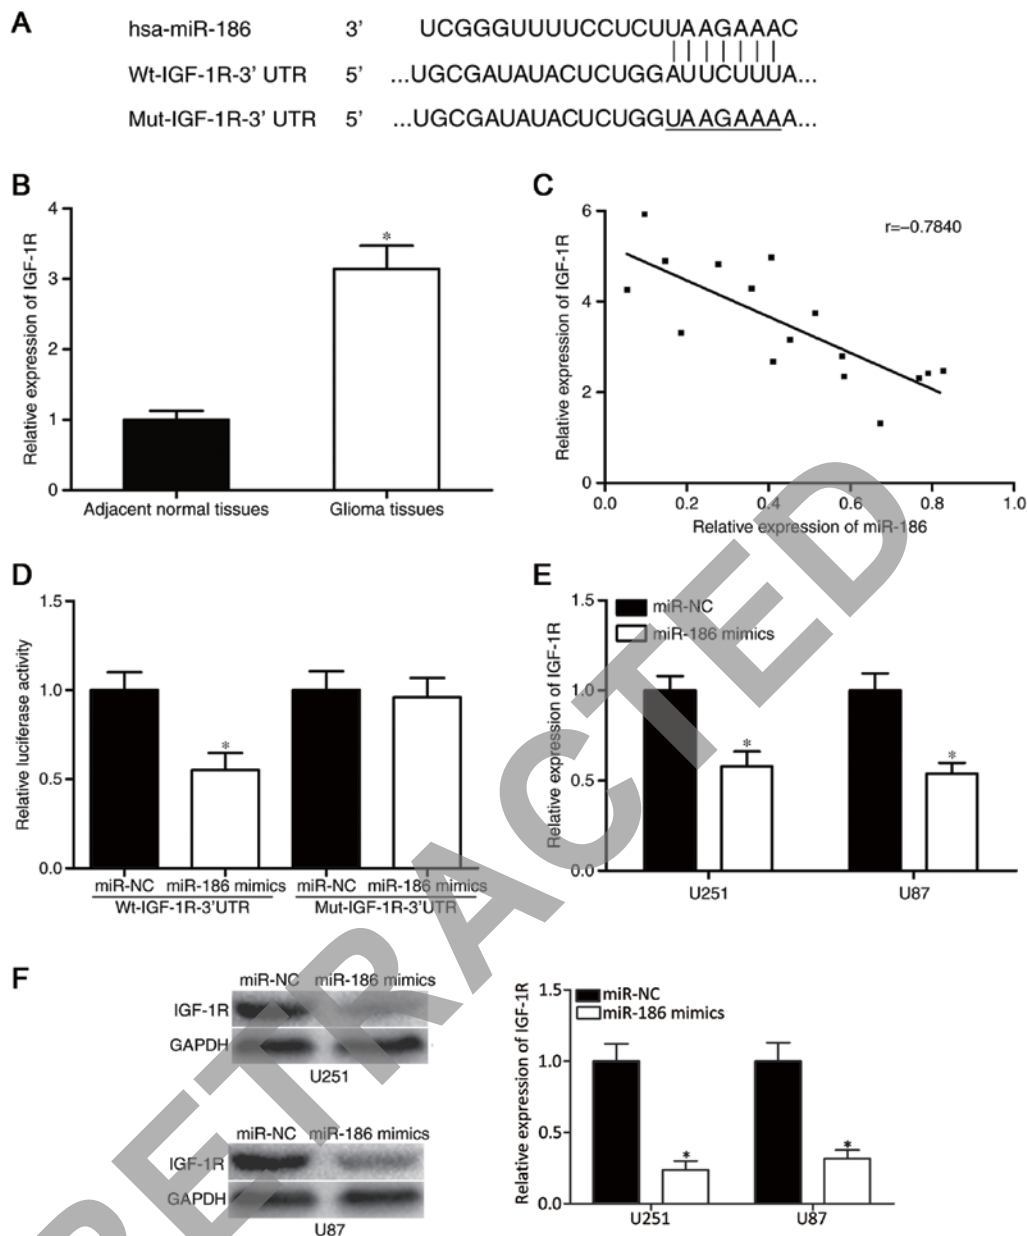 A
hsa-miR-186 3' UCGGGUUUUCCUCUUAAGAAAC
Wt-IGF-1R-3' UTR 5' ...UGCGAUAUACUCUGGAUUCUUUA...
Mut-IGF-1R-3' UTR 5' ...UGCGAUAUACUCUGGUAAGAAAA...
B
Relative expression of IGF-1R
4
3
2
1
0
*
Adjacent normal tissues
Glioma tissues
C
Relative expression of IGF-1R
6
4
2
0
r=–0.7840
0.0 0.2 0.4 0.6 0.8 1.0
Relative expression of miR-186
D
Relative luciferase activity
1.5
1.0
0.5
0.0
*
miR-NC miR-186 mimics miR-NC miR-186 mimics
Wt-IGF-1R-3'UTR Mut-IGF-1R-3'UTR
E
Relative expression of IGF-1R
1.5
1.0
0.5
0.0
miR-NC
miR-186 mimics
* *
U251 U87
F
miR-NC miR-186 mimics
IGF-1R
GAPDH
U251
miR-NC miR-186 mimics
IGF-1R
GAPDH
U87
Relative expression of IGF-1R
1.5
1.0
0.5
0.0
miR-NC
miR-186 mimics
* *
U251 U87
RETRACTED